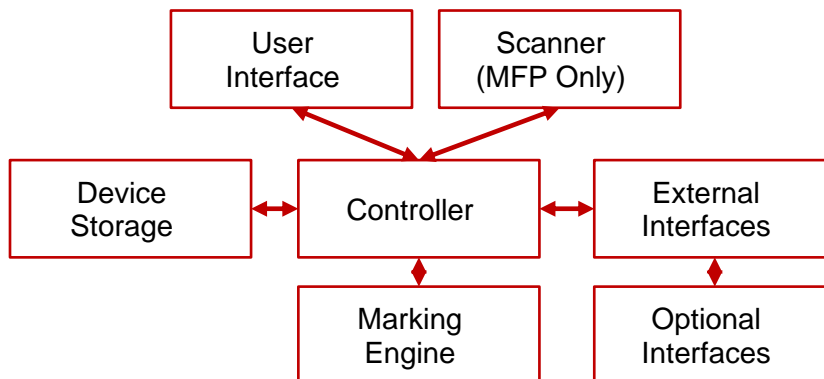 User
Interface
Scanner
(MFP Only)
Device
Storage
Controller
External
Interfaces
Marking
Engine
Optional
Interfaces